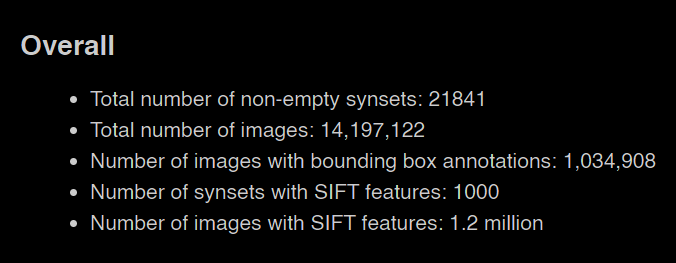 Overall
• Total number of non-empty synsets: 21841
• Total number of images: 14,197,122
• Number of images with bounding box annotations: 1,034,908
• Number of synsets with SIFT features: 1000
• Number of images with SIFT features: 1.2 million